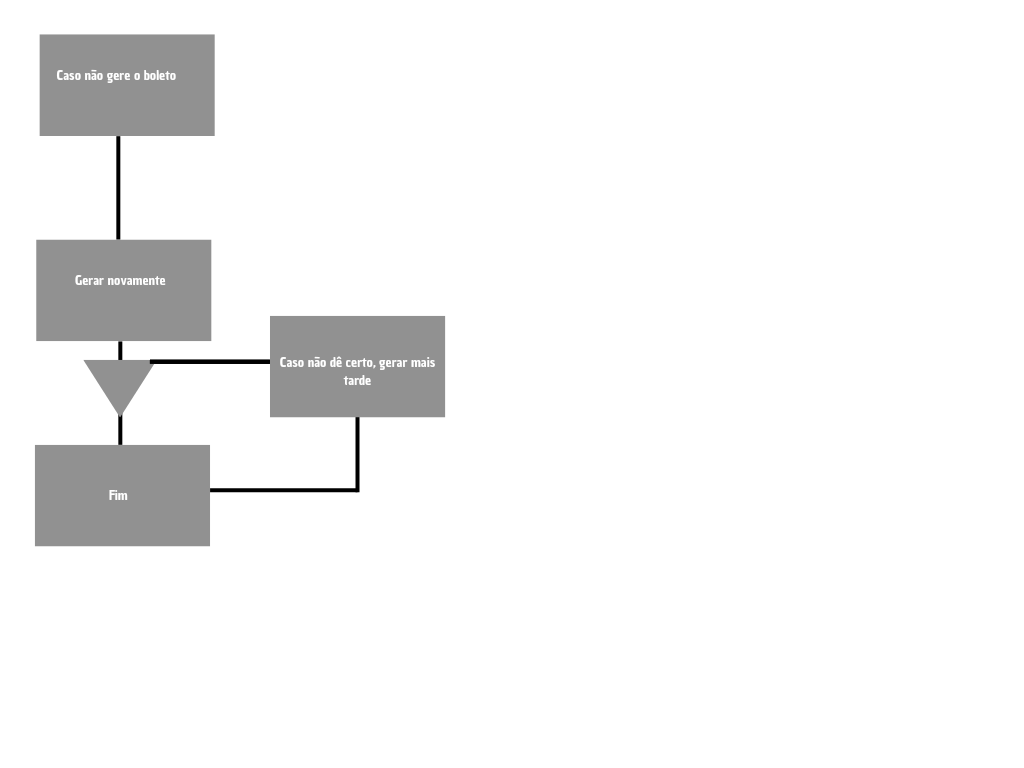 Caso não gere o boleto
Gerar novamente
Caso não dê certo, gerar mais
tarde
Fim